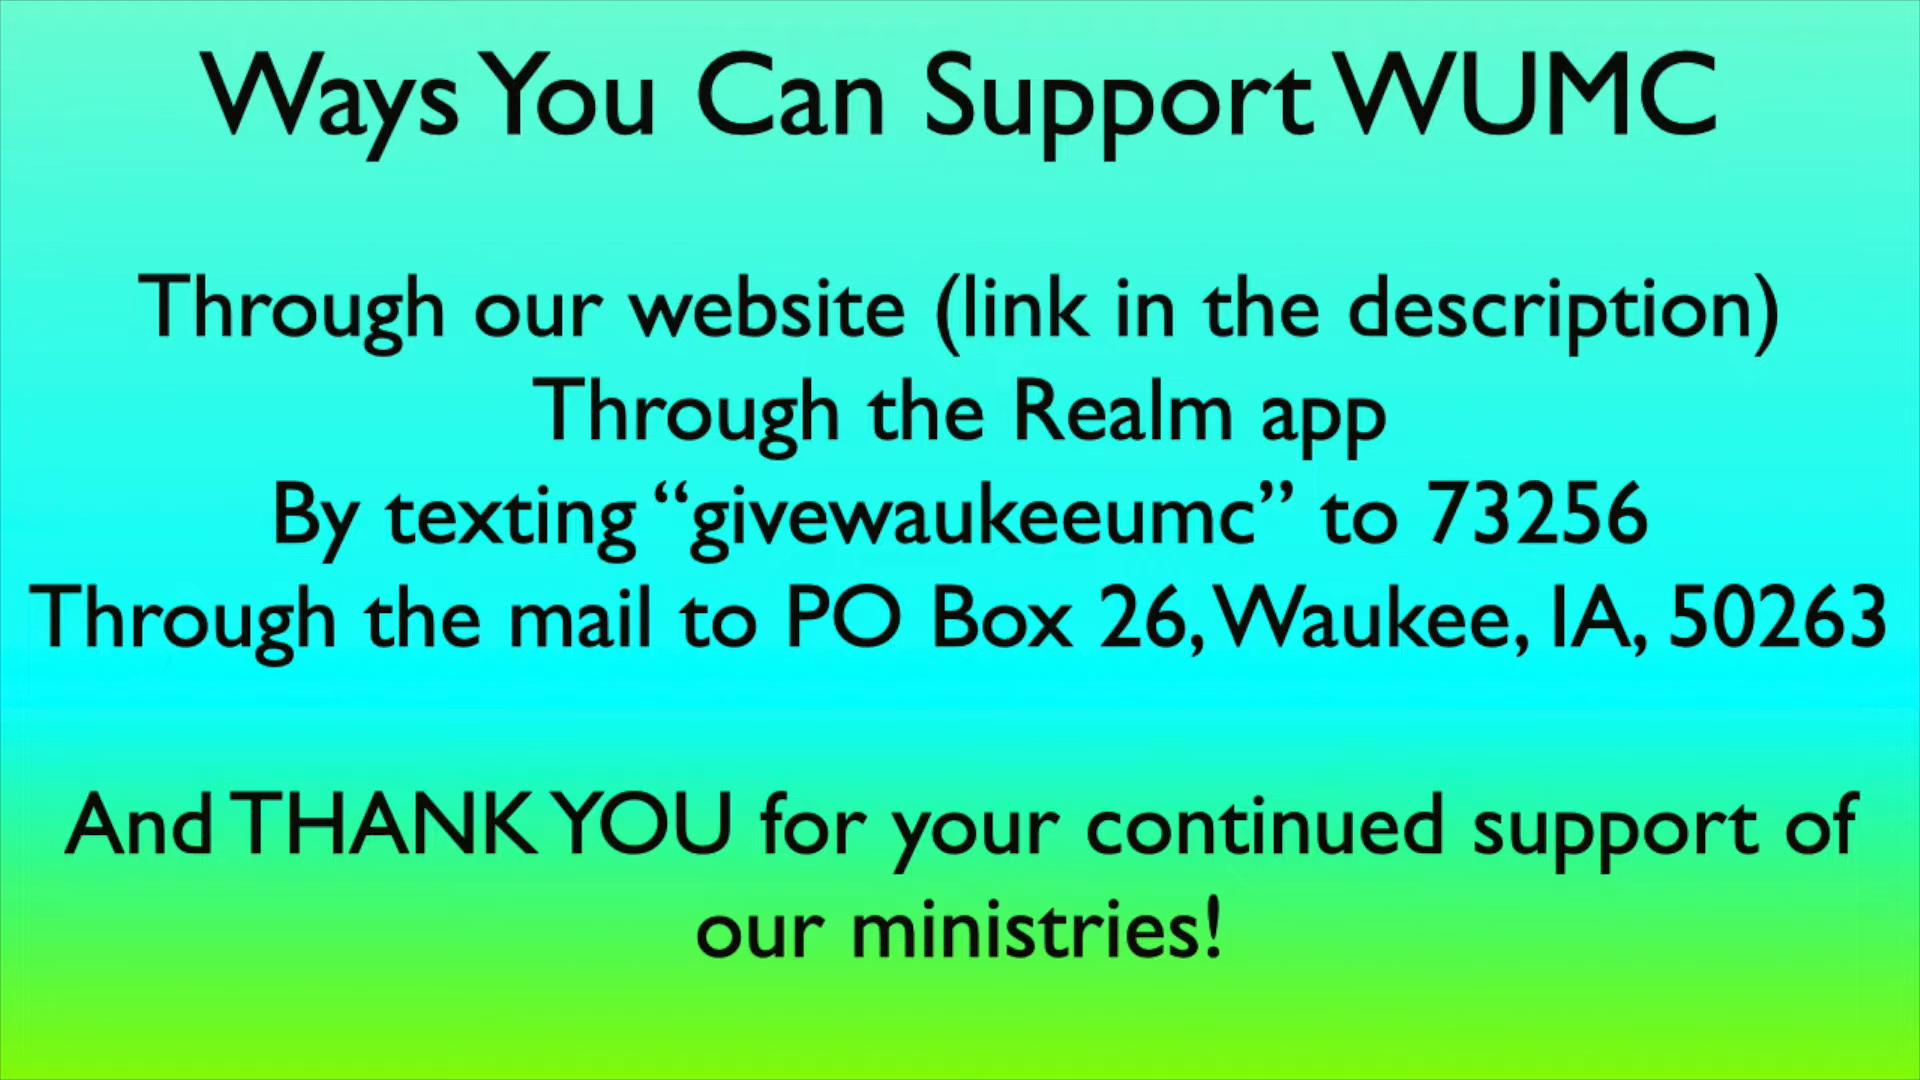 Ways You Can Support WUMC
Through our website (link in the description)
Through the Realm app
By texting “givewaukeeumc” to 73256
Through the mail to PO Box 26, Waukee, IA, 50263
And THANK YOU for your continued support of
our ministries!